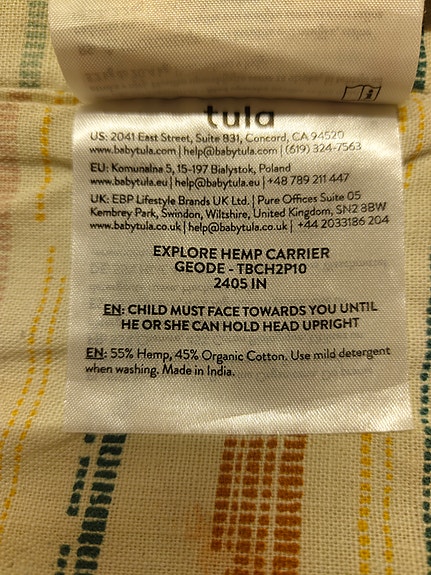 tula
US: 2041 East Street, Suite 831, Concord, CA 94520
www.babytula.com | help@babytula.com | (619) 324-7563
EU: Komunalna 5, 15-197 Bialystok, Poland
www.babytula.eu | help@babytula.eu | +48 789 211 447
UK: EBP Lifestyle Brands UK Ltd. | Pure Offices Suite 05
Kembrey Park, Swindon, Wiltshire, United Kingdom, SN2 8BW
www.babytula.co.uk | help@babytula.co.uk | +44 2033186 204
EXPLORE HEMP CARRIER
GEODE - TBCH2P10
2405 IN
EN: CHILD MUST FACE TOWARDS YOU UNTIL
HE OR SHE CAN HOLD HEAD UPRIGHT
EN: 55% Hemp, 45% Organic Cotton. Use mild detergent
when washing. Made in India.